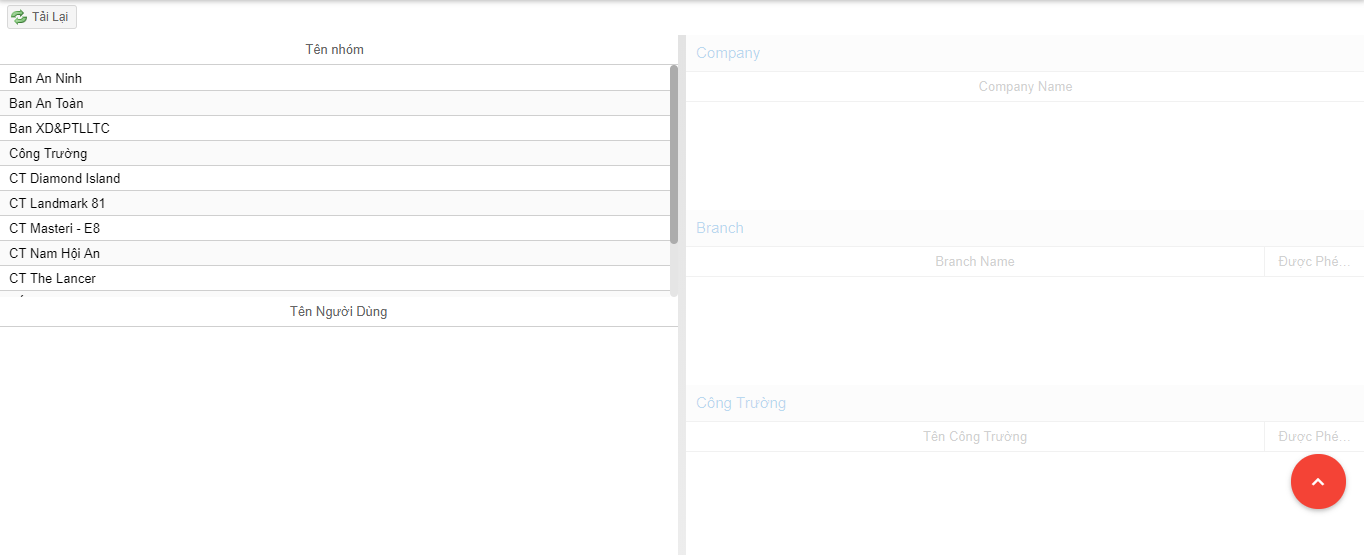 Tải Lại
Tên nhóm
Ban An Ninh
Ban An Toàn
Ban XD&PTLLTC
Công Trường
CT Diamond Island
CT Landmark 81
CT Masteri - E8
CT Nam Hội An
CT The Lancer
Tên Người Dùng
Company
Company Name
Branch
Branch Name Được Phé...
Công Trường
Tên Công Trường Được Phé...